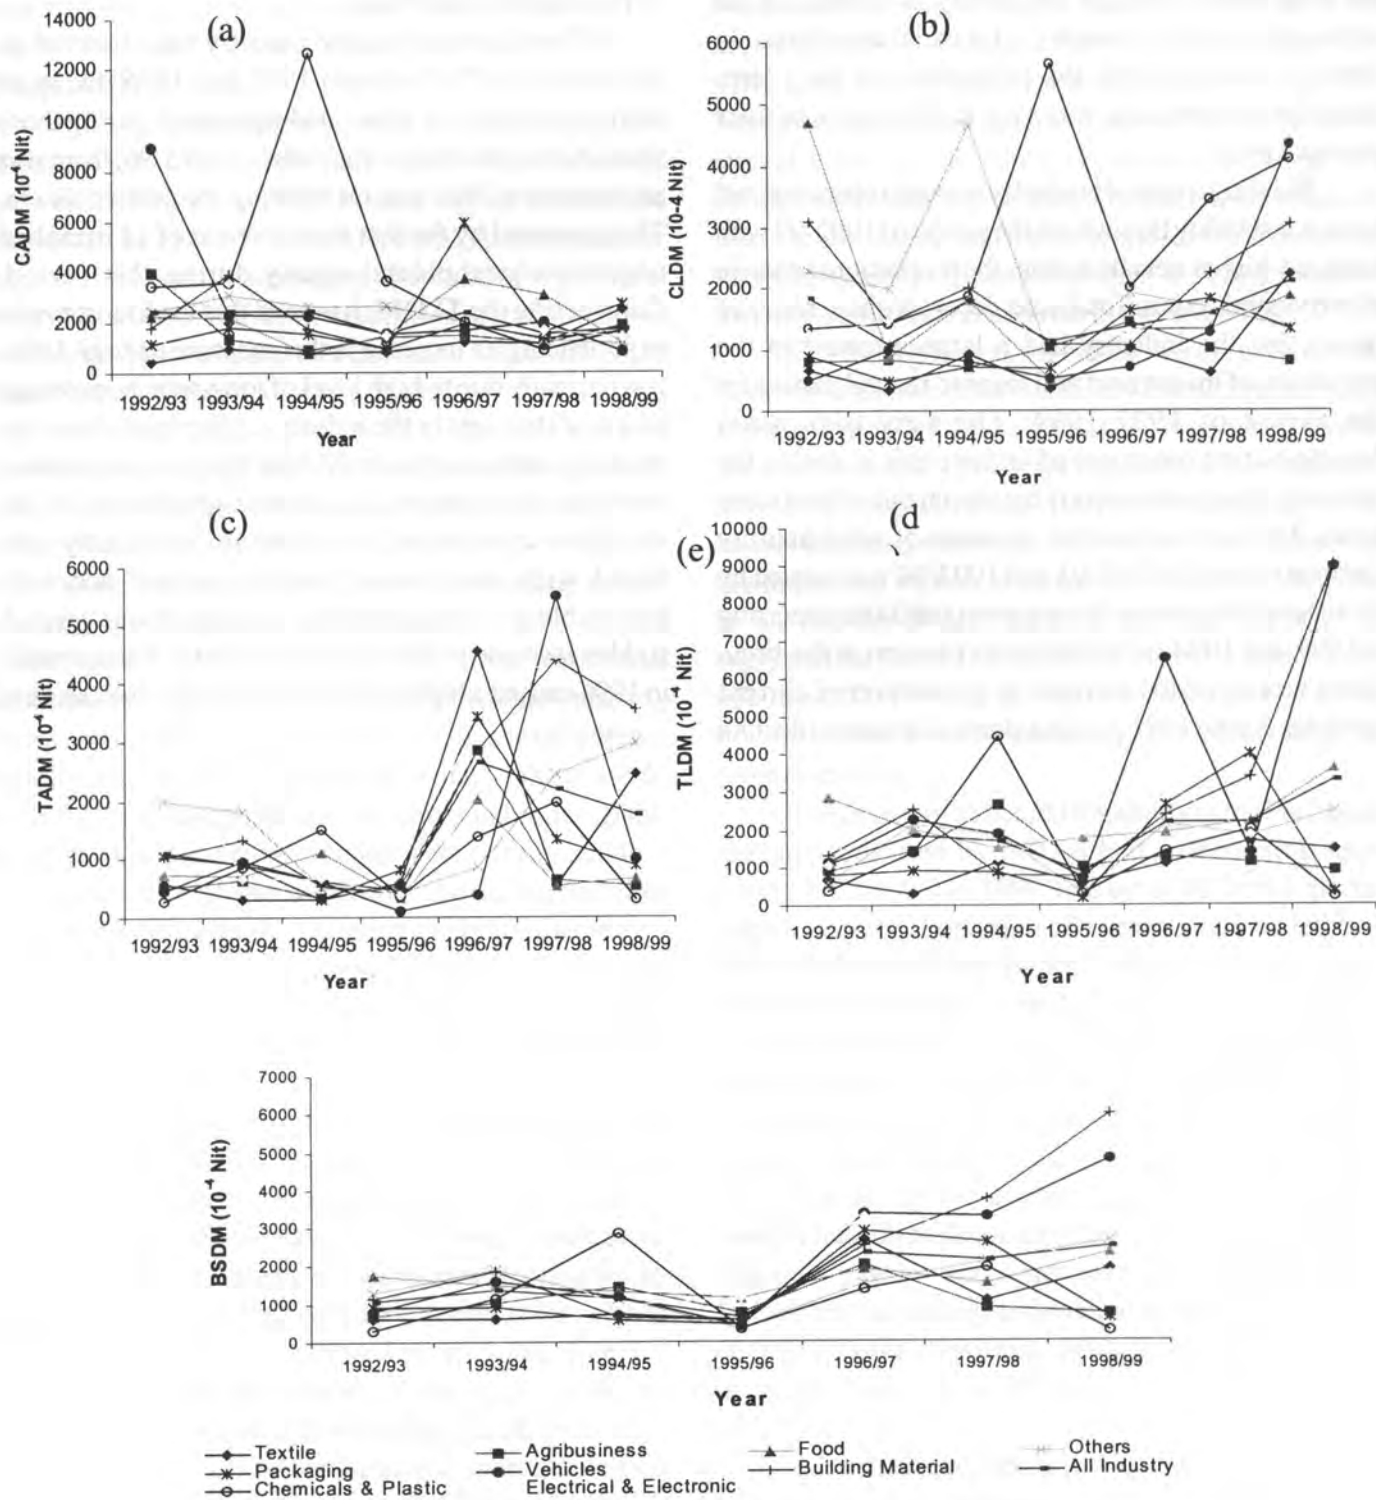 (a)
14000
12000
10000
8000
6000
4000
2000
0
CADM (10⁻⁴ Nit)
1992/93 1993/94 1994/95 1995/96 1996/97 1997/98 1998/99
Year
(b)
6000
5000
4000
3000
2000
1000
0
CLDM (10-4 Nit)
1992/93 1993/94 1994/95 1995/96 1996/97 1997/98 1998/99
Year
(c)
6000
5000
4000
3000
2000
1000
0
TADM (10⁻⁴ Nit)
1992/93 1993/94 1994/95 1995/96 1996/97 1997/98 1998/99
Year
(d)
(e)
10000
9000
8000
7000
6000
5000
4000
3000
2000
1000
0
TLDM (10⁻⁴ Nit)
1992/93 1993/94 1994/95 1995/96 1996/97 1997/98 1998/99
Year
7000
6000
5000
4000
3000
2000
1000
0
BSDM (10⁻⁴ Nit)
1992/93 1993/94 1994/95 1995/96 1996/97 1997/98 1998/99
Year
Textile Agribusiness Food Others
Packaging Vehicles Building Material All Industry
Chemicals & Plastic Electrical & Electronic